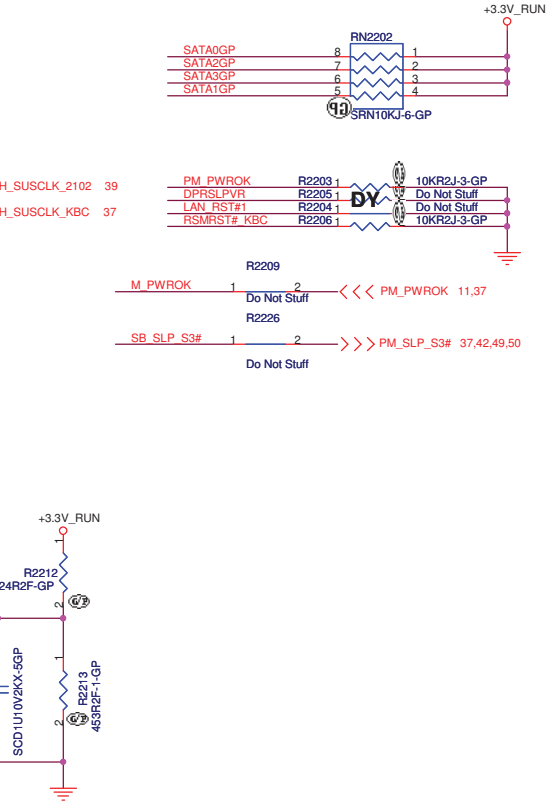 +3.3V_RUN
RN2202
SATA0GP 8 1
SATA2GP 7 2
SATA3GP 6 3
SATA1GP 5 4
GP
SRN10KJ-6-GP
H_SUSCLK_2102 39
H_SUSCLK_KBC 37
PM_PWROK R2203 1 10KR2J-3-GP
DPRSLPVR R2205 1 DY Do Not Stuff
LAN_RST#1 R2204 1 Do Not Stuff
RSMRST#_KBC R2206 1 10KR2J-3-GP
R2209
M_PWROK 1 2 PM_PWROK 11,37
Do Not Stuff
R2226
SB_SLP_S3# 1 2 PM_SLP_S3# 37,42,49,50
Do Not Stuff
+3.3V_RUN
1
R2212
24R2F-GP
2 G/P
1
R2213
453R2F-1-GP
2 G/P
SCD1U10V2KX-5GP